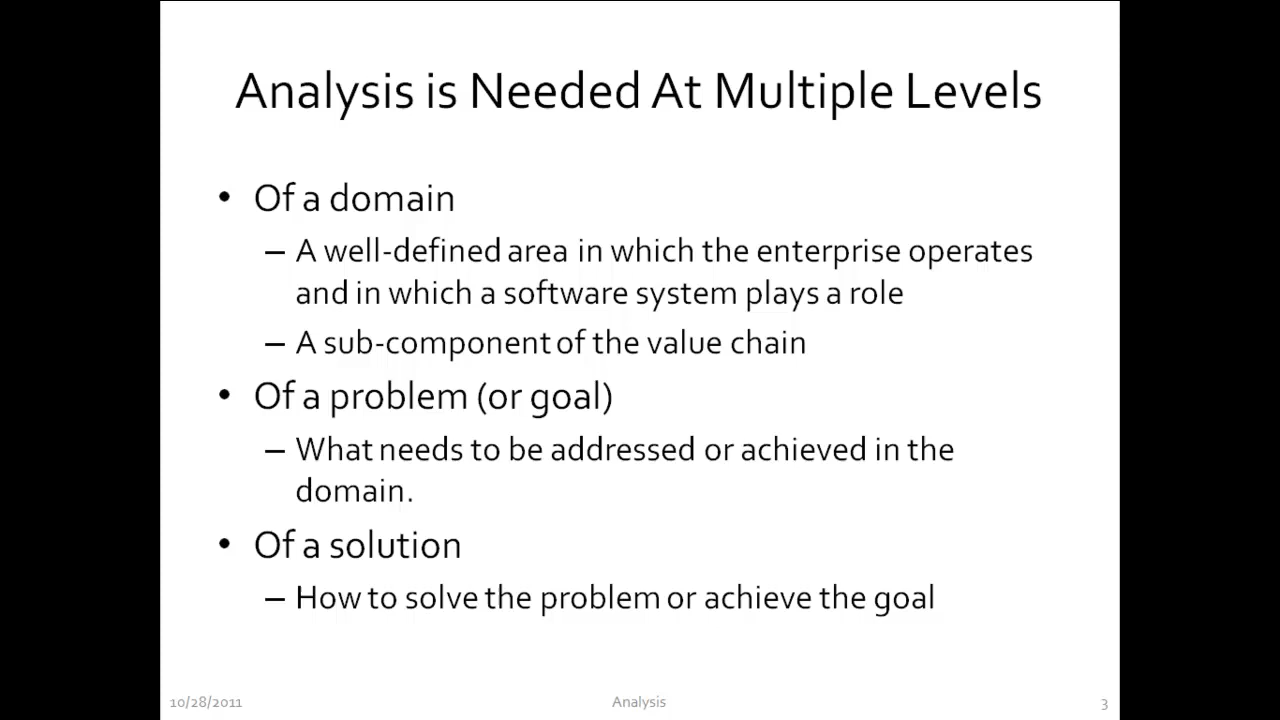 Analysis is Needed At Multiple Levels
• Of a domain
– A well-defined area in which the enterprise operates
and in which a software system plays a role
– A sub-component of the value chain
• Of a problem (or goal)
– What needs to be addressed or achieved in the
domain.
• Of a solution
– How to solve the problem or achieve the goal
10/28/2011
Analysis
3